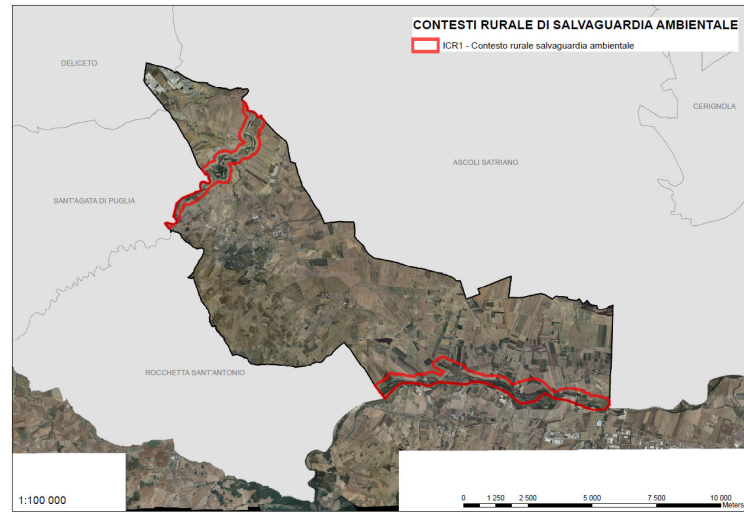 CONTESTI RURALE DI SALVAGUARDIA AMBIENTALE
ICR1 - Contesto rurale salvaguardia ambientale
DELICETO
CERIGNOLA
ASCOLI SATRIANO
SANT'AGATA DI PUGLIA
ROCCHETTA SANT'ANTONIO
1:100 000
0 1 250 2 500 5 000 7 500 10 000
Meters